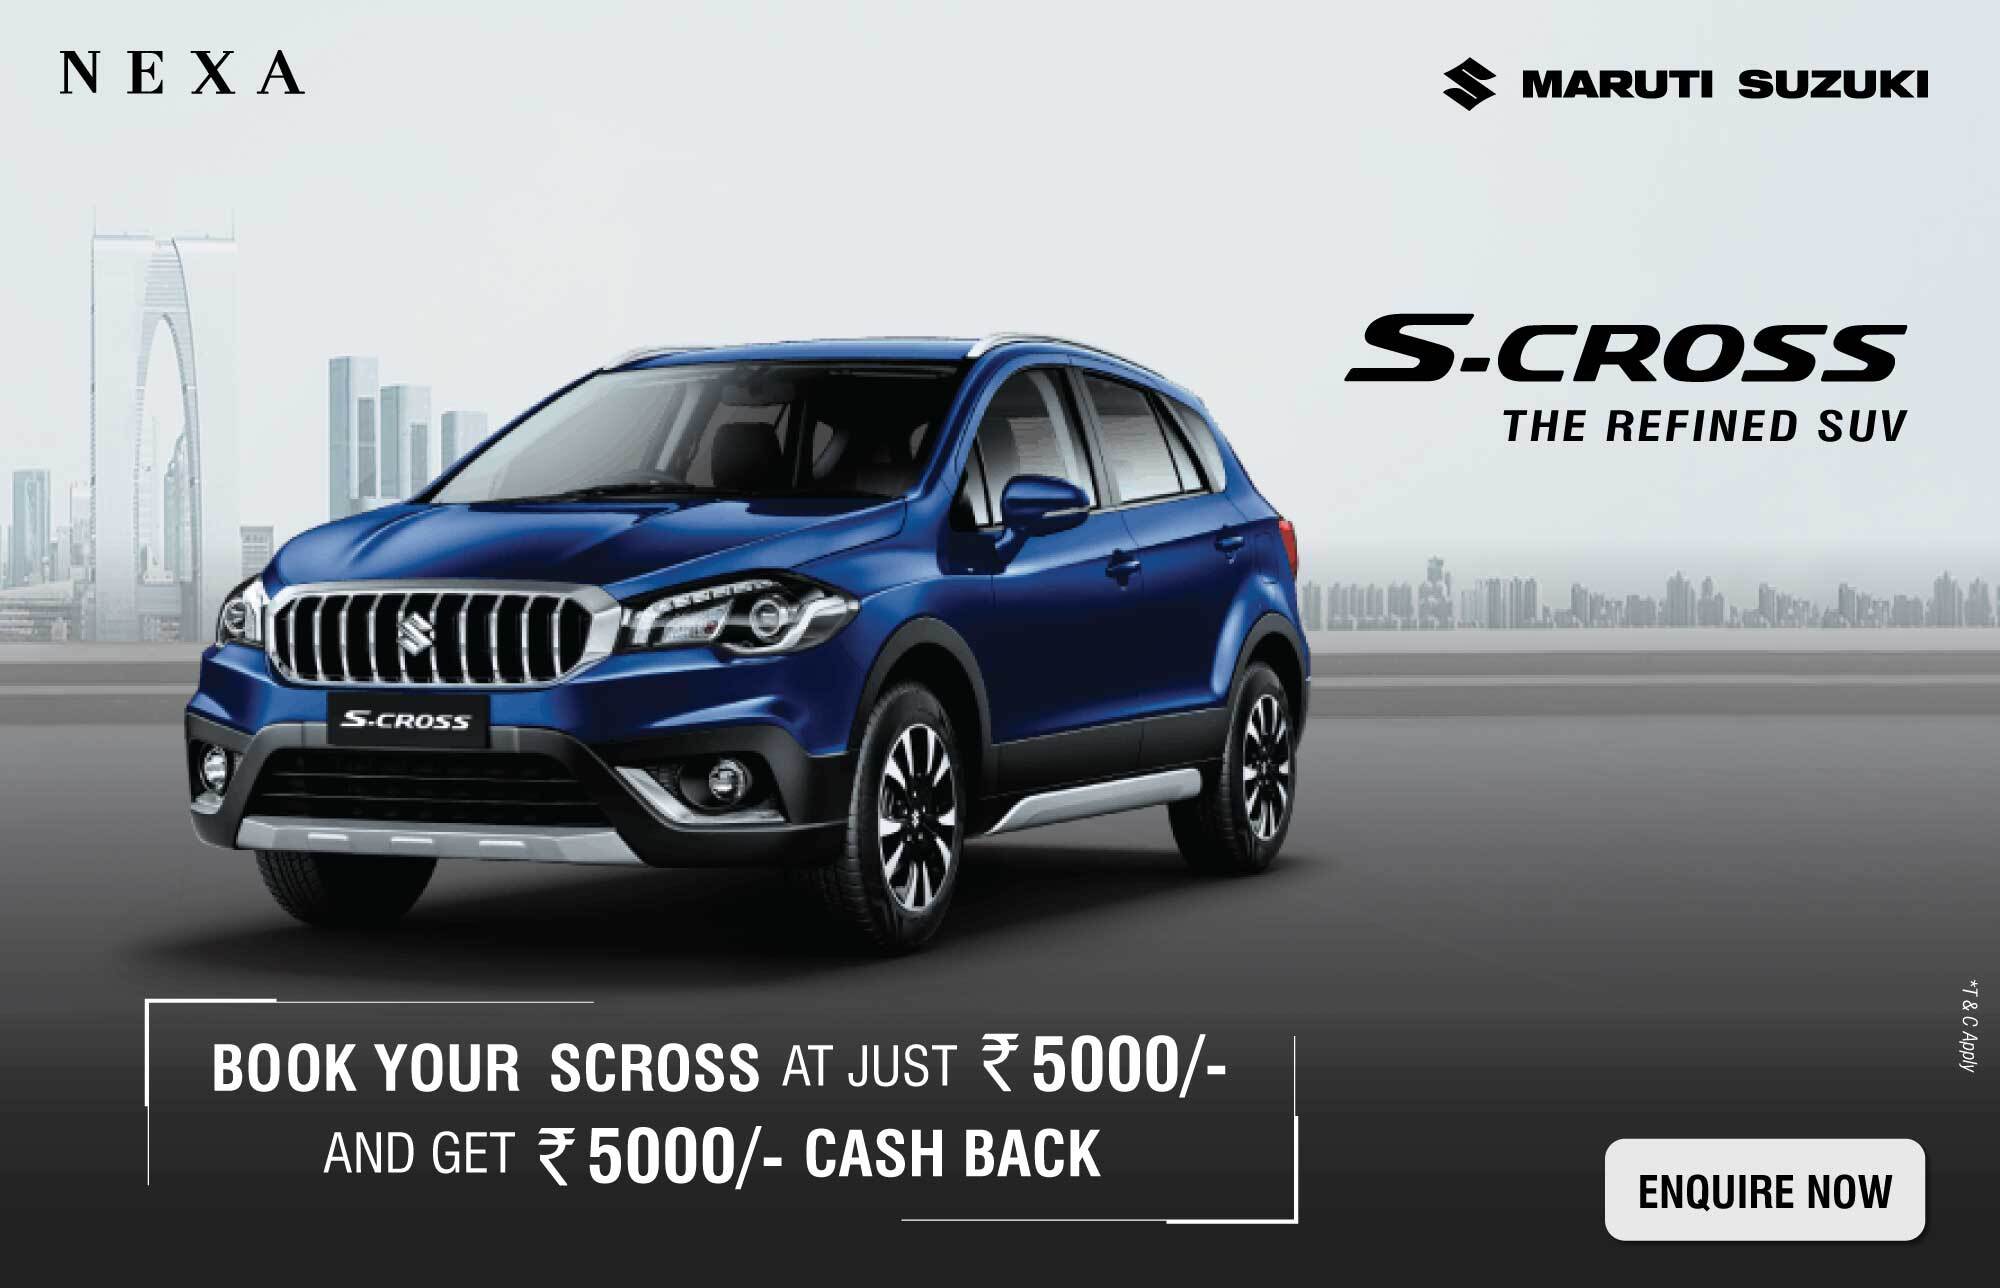 NEXA
MARUTI SUZUKI
S-CROSS
THE REFINED SUV
S-CROSS
*T & C Apply
BOOK YOUR SCROSS AT JUST ₹ 5000/-
AND GET ₹ 5000/- CASH BACK
ENQUIRE NOW